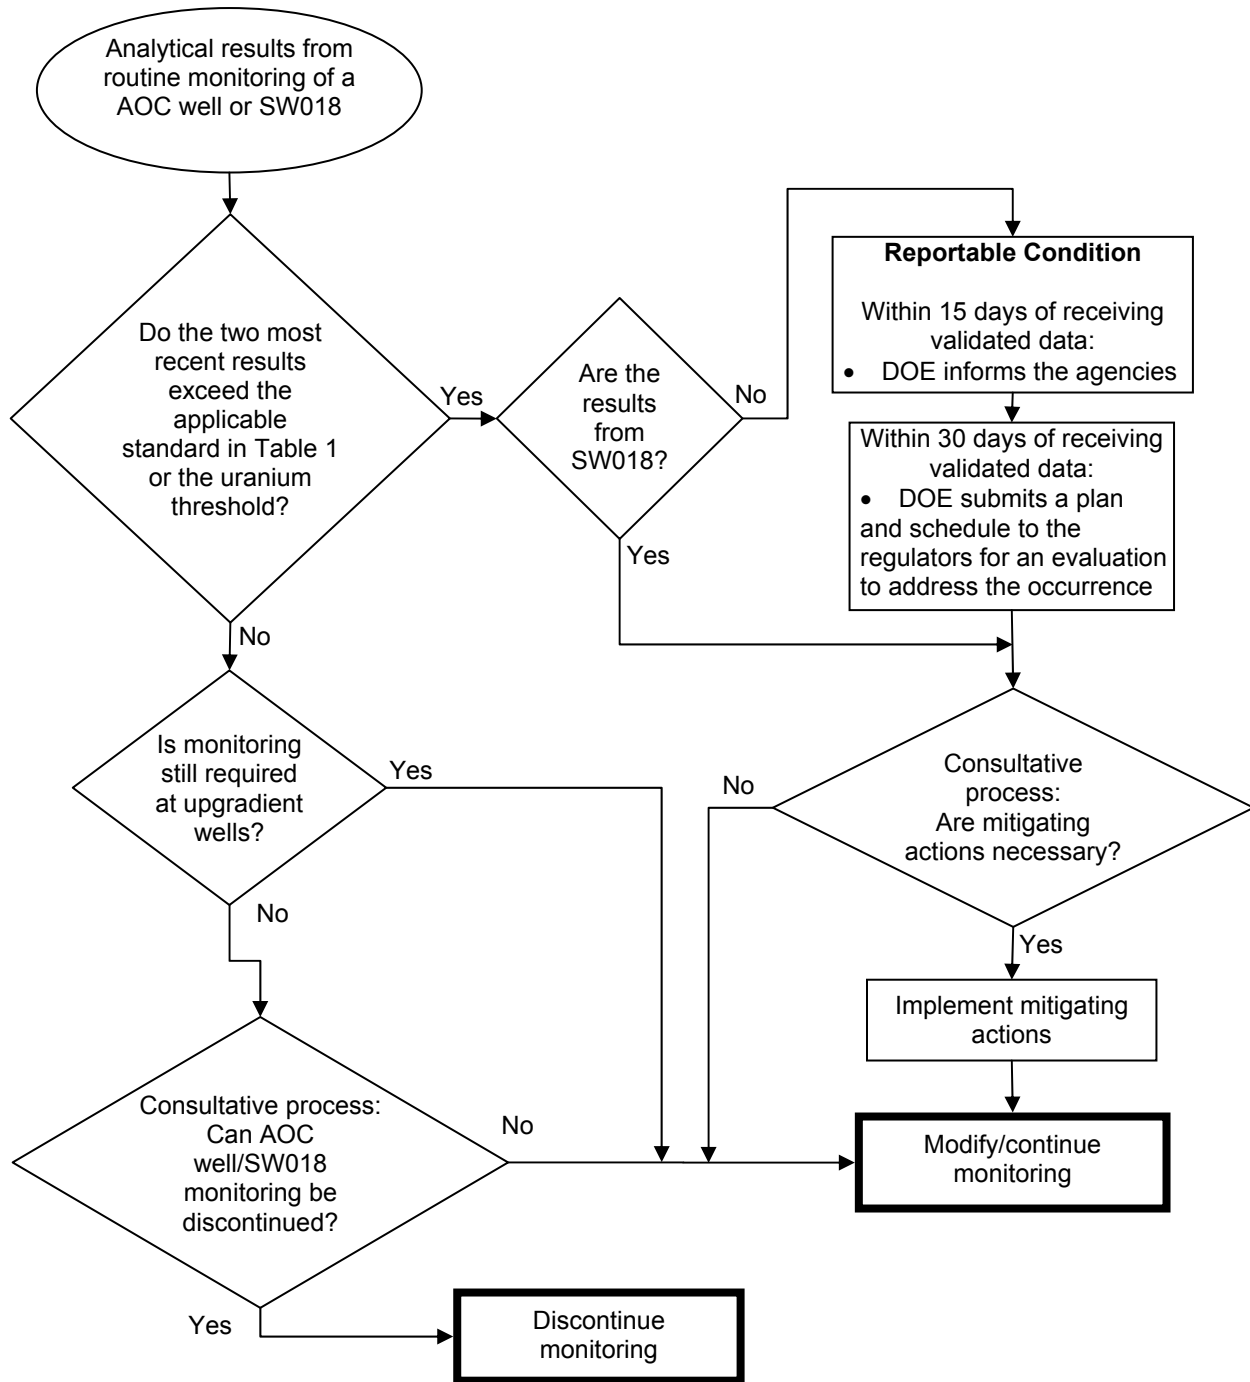 Analytical results from
routine monitoring of a
AOC well or SW018
Do the two most
recent results
exceed the
applicable
standard in Table 1
or the uranium
threshold?
Yes
Are the
results
from
SW018?
No
Reportable Condition
Within 15 days of receiving
validated data:
• DOE informs the agencies
Within 30 days of receiving
validated data:
• DOE submits a plan
and schedule to the
regulators for an evaluation
to address the occurrence
Yes
No
Is monitoring
still required
at upgradient
wells?
Yes
No
Consultative
process:
Are mitigating
actions necessary?
No
Yes
Implement mitigating
actions
Consultative process:
Can AOC
well/SW018
monitoring be
discontinued?
No
Modify/continue
monitoring
Yes
Discontinue
monitoring